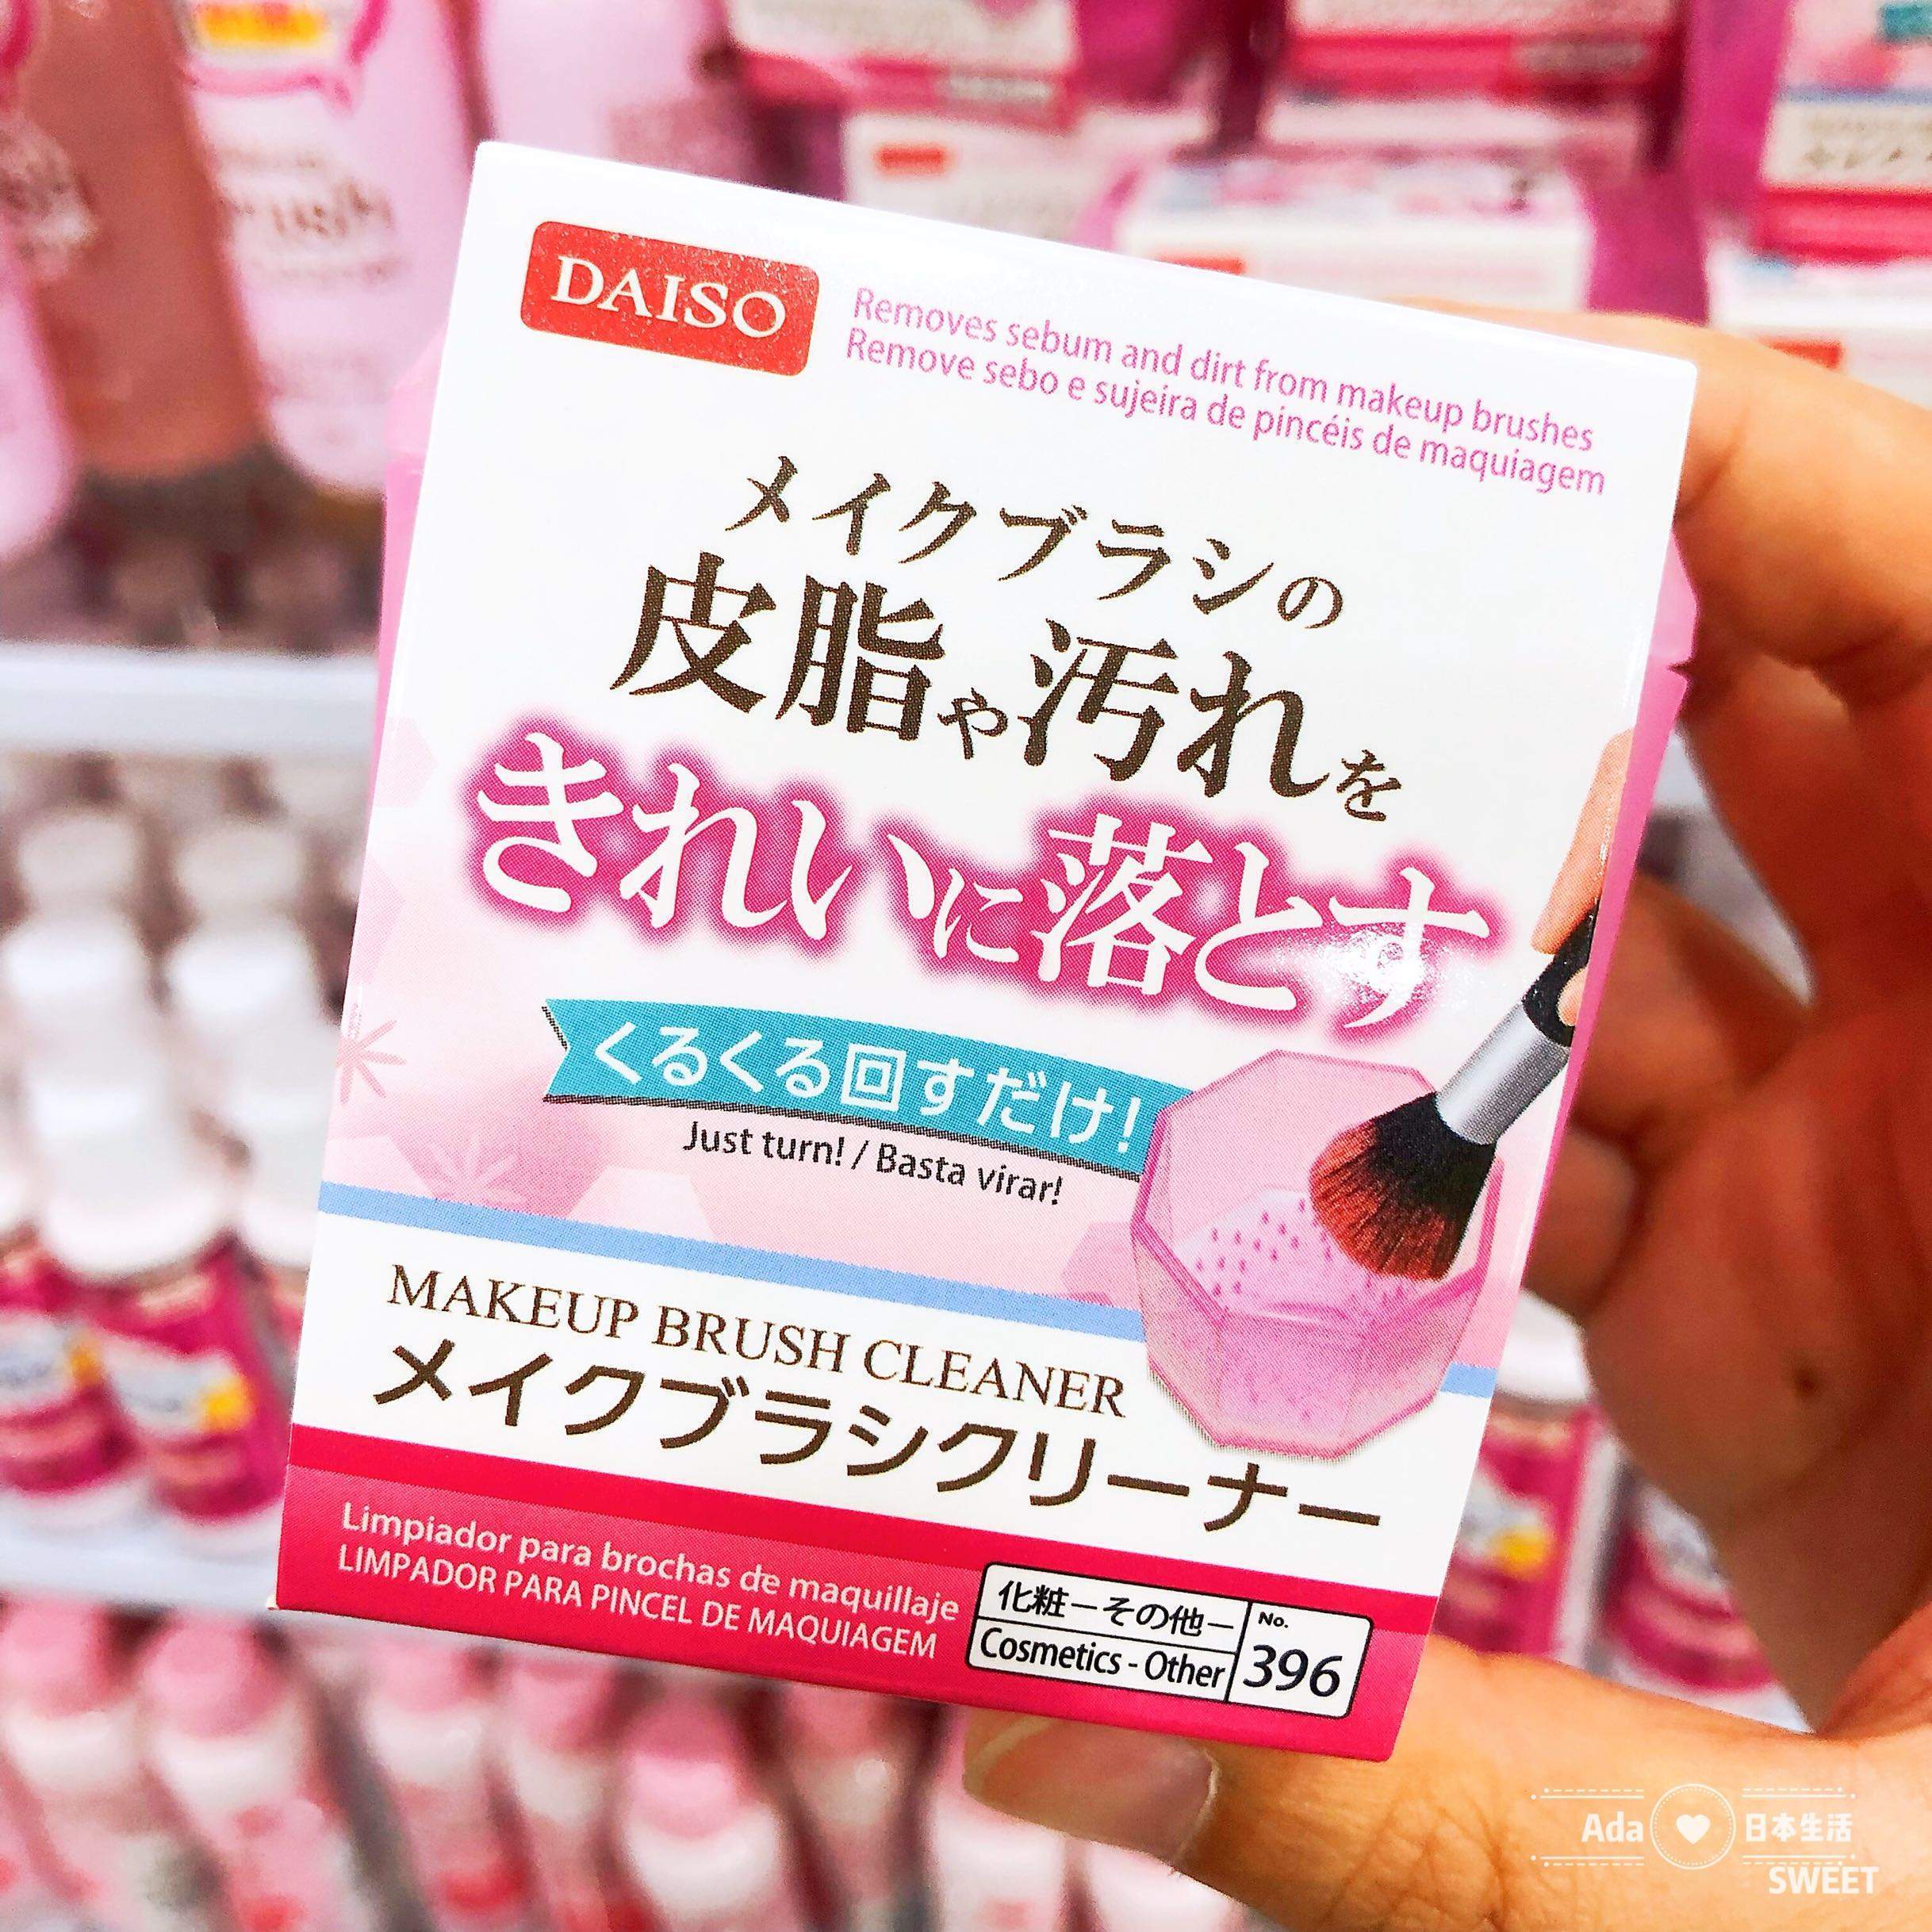 DAISO
Removes sebum and dirt from makeup brushes
Remove sebo e sujeira de pincéis de maquiagem
メイクブラシの
皮脂や汚れを
きれいに落とす
くるくる回すだけ!
Just turn! / Basta virar!
MAKEUP BRUSH CLEANER
メイクブラシクリーナー
Limpiador para brochas de maquillaje
LIMPADOR PARA PINCEL DE MAQUIAGEM
化粧－その他－
Cosmetics - Other
No.
396
Ada 日本生活
SWEET